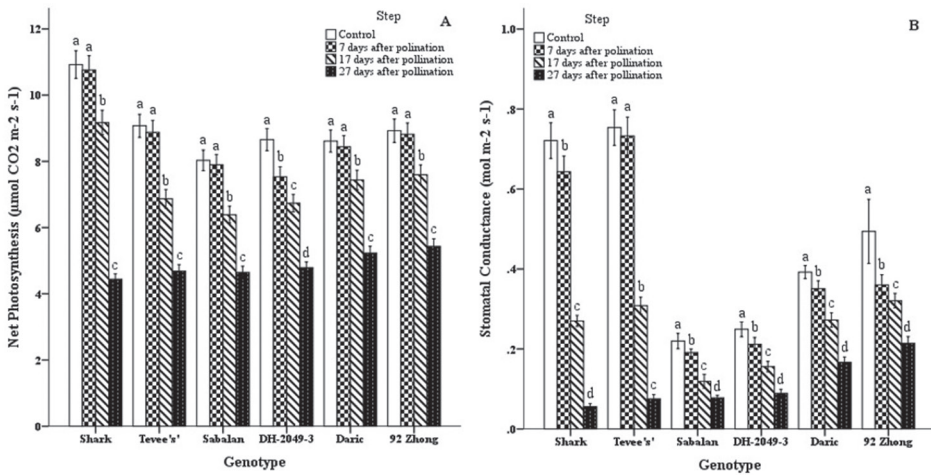 Step
A
Control
7 days after polination
17 days after pollination
27 days after pollination
Net Photosynthesis (µmol CO2 m-2 s-1)
12
10
8
6
4
2
0
a a b c
a a b c
a a b c
a b c d
a a b c
a a b c
Shark Tevee's' Sabalan DH-2049-3 Daric 92 Zhong
Genotype
Step
B
Control
7 days after polination
17 days after pollination
27 days after pollination
Stomatal Conductance (mol m-2 s-1)
1.0
.8
.6
.4
.2
.0
a b c d
a a b c
a b c d
a b c d
a b c d
a b c d
Shark Tevee's' Sabalan DH-2049-3 Daric 92 Zhong
Genotype